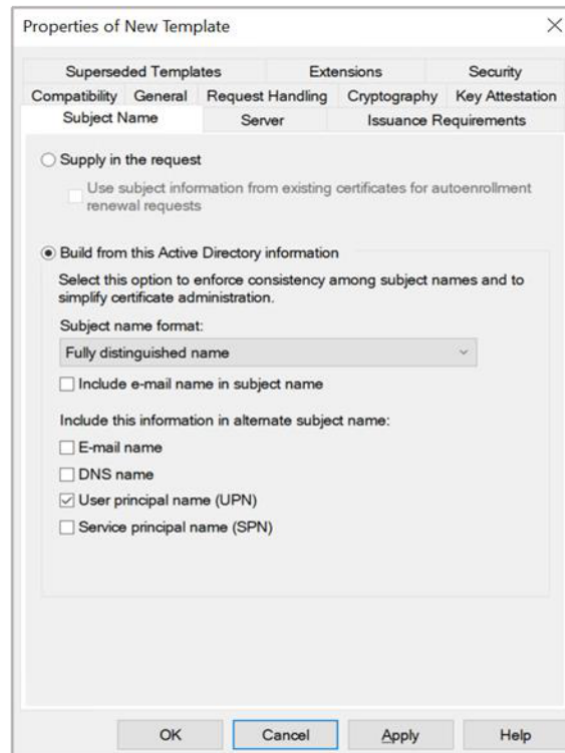 Properties of New Template
Superseded Templates Extensions Security
Compatibility General Request Handling Cryptography Key Attestation
Subject Name Server Issuance Requirements
Supply in the request
Use subject information from existing certificates for autoenrollment
renewal requests
Build from this Active Directory information
Select this option to enforce consistency among subject names and to
simplify certificate administration.
Subject name format:
Fully distinguished name
Include e-mail name in subject name
Include this information in alternate subject name:
E-mail name
DNS name
User principal name (UPN)
Service principal name (SPN)
OK Cancel Apply Help